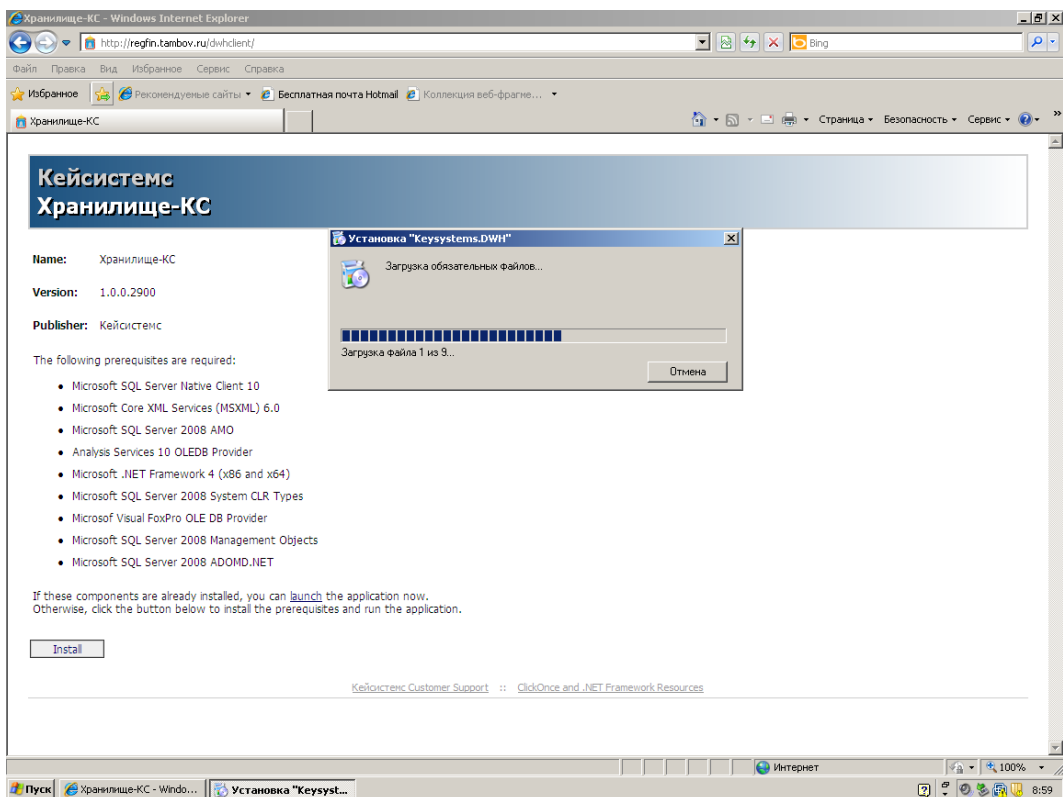 Хранилище-КС - Windows Internet Explorer
http://regfin.tambov.ru/dwhclient/
Bing
Файл Правка Вид Избранное Сервис Справка
Избранное Рекомендуемые сайты Бесплатная почта Hotmail Коллекция веб-фрагме...
Хранилище-КС
Страница Безопасность Сервис
Кейсистемс
Хранилище-КС
Установка "Keysystems.DWH"
Загрузка обязательных файлов...
Загрузка файла 1 из 9...
Отмена
Name: Хранилище-КС
Version: 1.0.0.2900
Publisher: Кейсистемс
The following prerequisites are required:
Microsoft SQL Server Native Client 10
Microsoft Core XML Services (MSXML) 6.0
Microsoft SQL Server 2008 AMO
Analysis Services 10 OLEDB Provider
Microsoft .NET Framework 4 (x86 and x64)
Microsoft SQL Server 2008 System CLR Types
Microsof Visual FoxPro OLE DB Provider
Microsoft SQL Server 2008 Management Objects
Microsoft SQL Server 2008 ADOMD.NET
If these components are already installed, you can launch the application now.
Otherwise, click the button below to install the prerequisites and run the application.
Install
Кейсистемс Customer Support :: ClickOnce and .NET Framework Resources
Интернет 100%
Пуск Хранилище-КС - Windo... Установка "Keysyst... 8:59